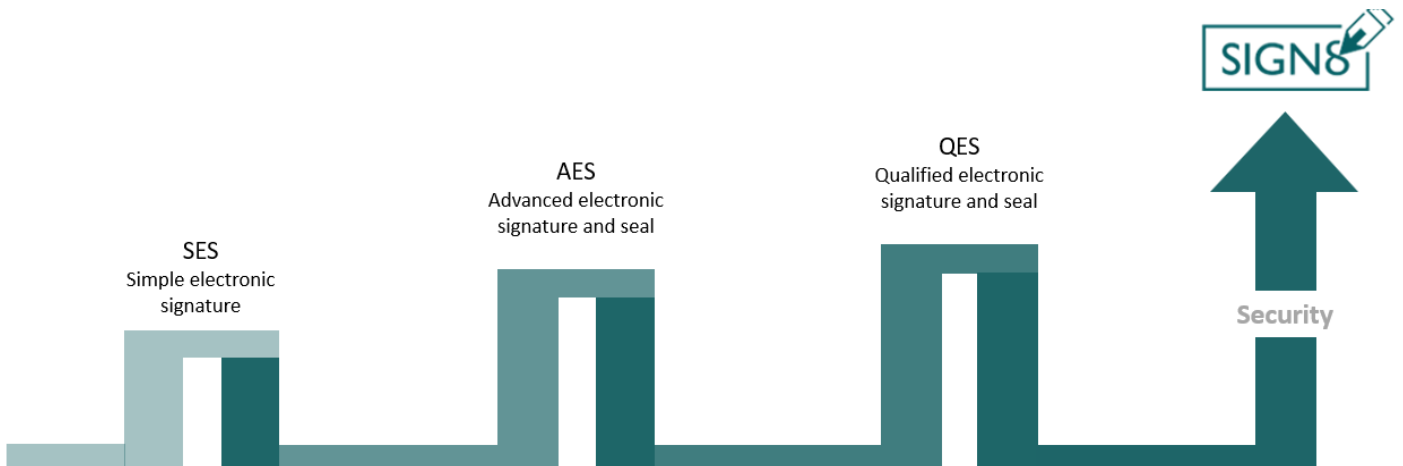 SIGN8
QES
Qualified electronic
signature and seal
AES
Advanced electronic
signature and seal
SES
Simple electronic
signature
Security